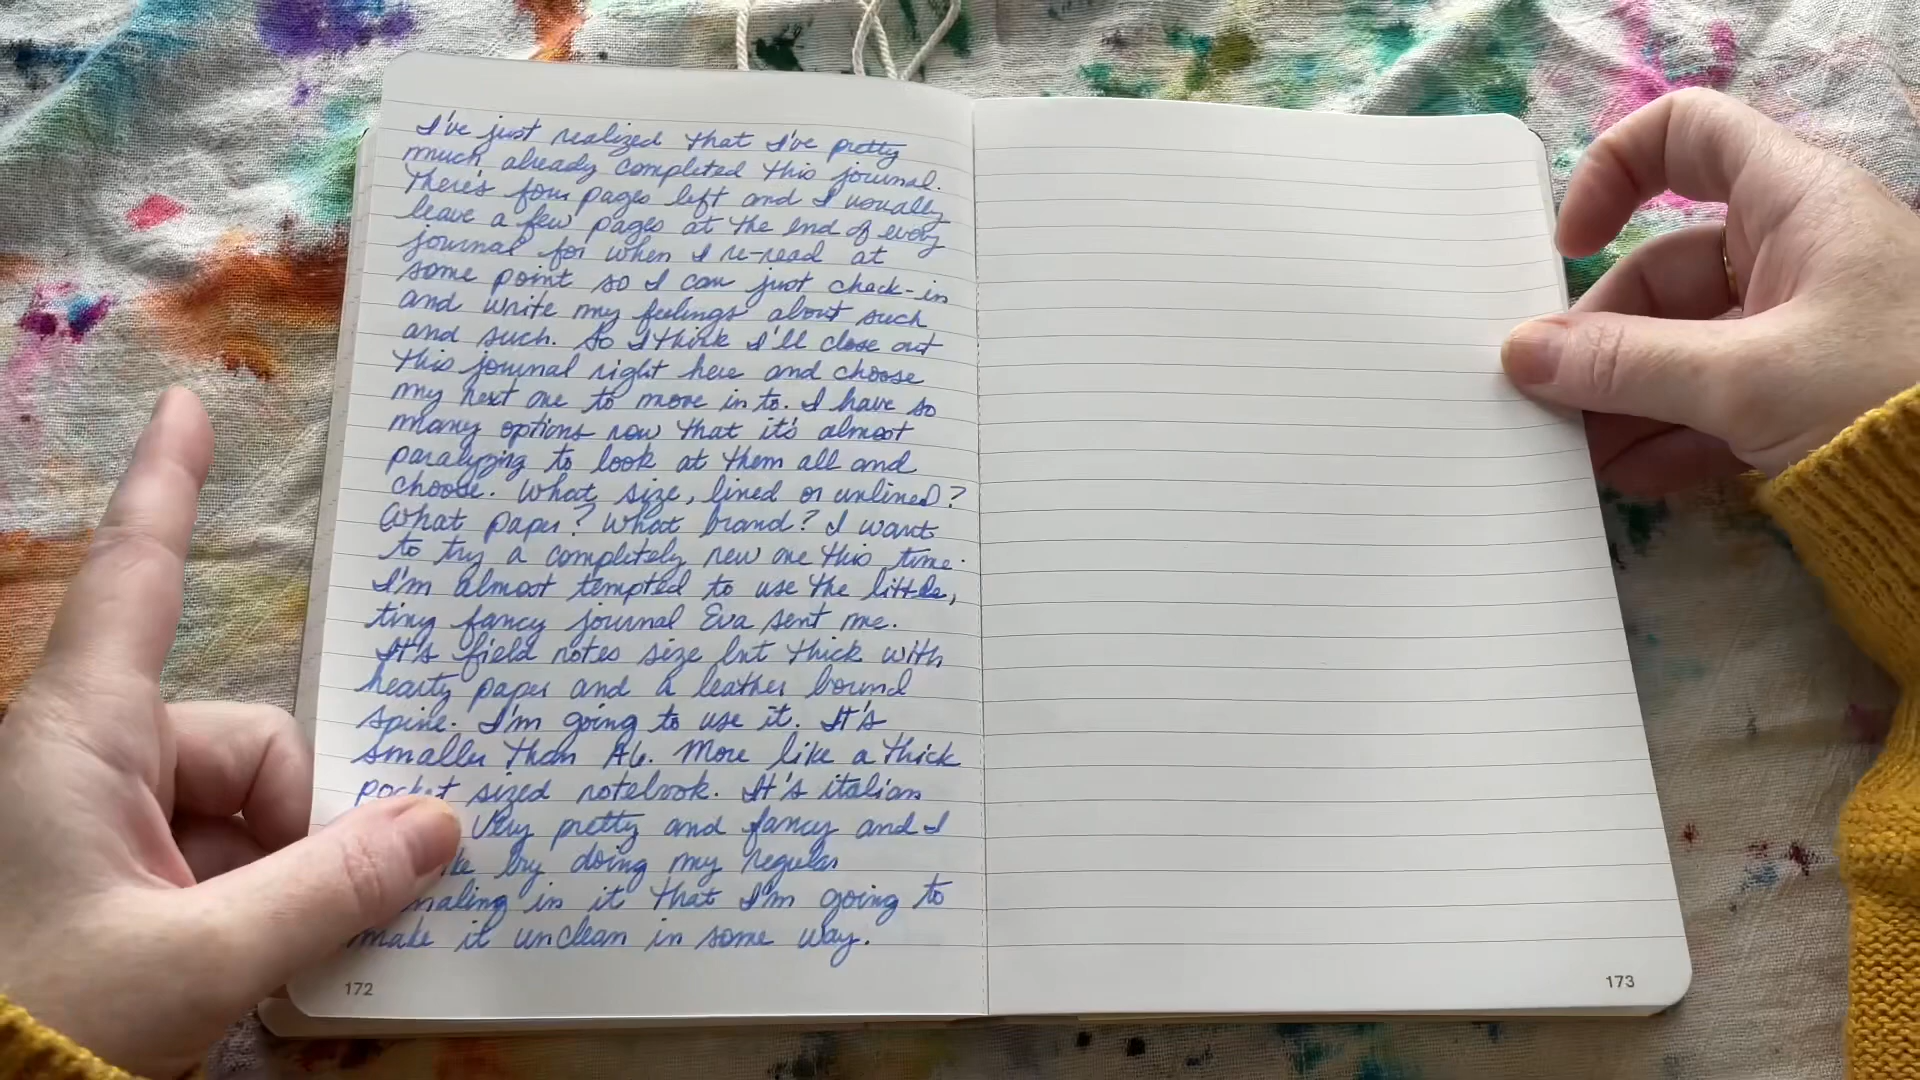 I've just realized that I've pretty
much already completed this journal.
There's four pages left and I usually
leave a few pages at the end of every
journal for when I re-read at
some point so I can just check-in
and write my feelings about such
and such. So I think I'll close out
this journal right here and choose
my next one to move in to. I have so
many options now that it's almost
paralyzing to look at them all and
choose. What size, lined or unlined?
What paper? What brand? I want
to try a completely new one this time.
I'm almost tempted to use the little,
tiny fancy journal Eva sent me.
It's field notes size but thick with
hearty paper and a leather bound
spine. I'm going to use it. It's
smaller than A6. More like a thick
pocket sized notebook. It's italian
Very pretty and fancy and I
by doing my regular
in it that I'm going to
make it unclean in some way.
172
173